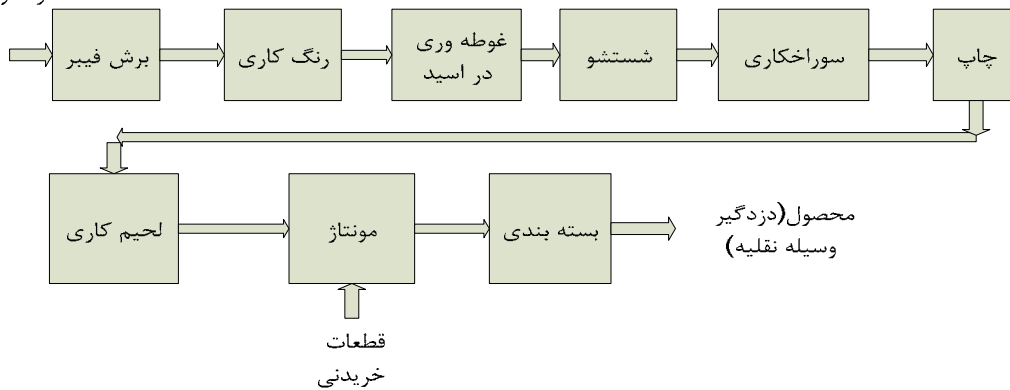 برش فیبر
رنگ کاری
غوطه وری
در اسید
شستشو
سوراخکاری
چاپ
لحیم کاری
مونتاژ
بسته بندی
محصول(دزدگیر
وسیله نقلیه)
قطعات
خریدنی